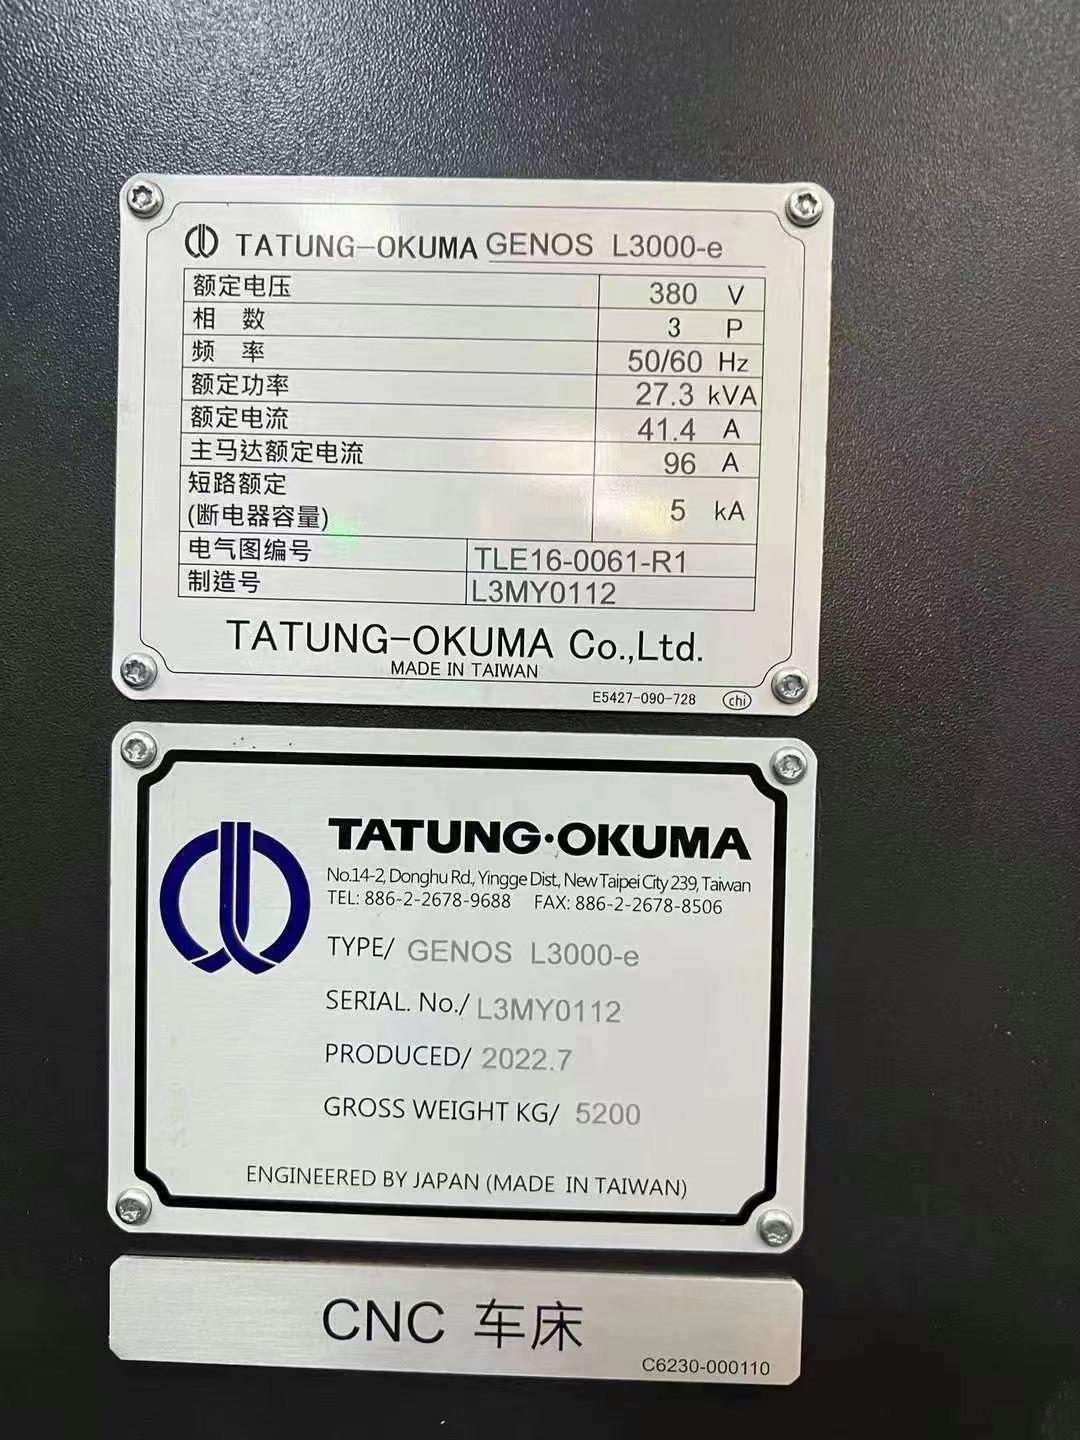 TATUNG-OKUMA GENOS L3000-e
额定电压 380 V
相 数 3 P
频 率 50/60 Hz
额定功率 27.3 kVA
额定电流 41.4 A
主马达额定电流 96 A
短路额定
(断电器容量) 5 kA
电气图编号 TLE16-0061-R1
制造号 L3MY0112
TATUNG-OKUMA Co.,Ltd.
MADE IN TAIWAN
E5427-090-728 chi
TATUNG·OKUMA
No.14-2, Donghu Rd., Yingge Dist., New Taipei City 239, Taiwan
TEL: 886-2-2678-9688 FAX: 886-2-2678-8506
TYPE/ GENOS L3000-e
SERIAL. No./ L3MY0112
PRODUCED/ 2022.7
GROSS WEIGHT KG/ 5200
ENGINEERED BY JAPAN (MADE IN TAIWAN)
CNC 车床
C6230-000110